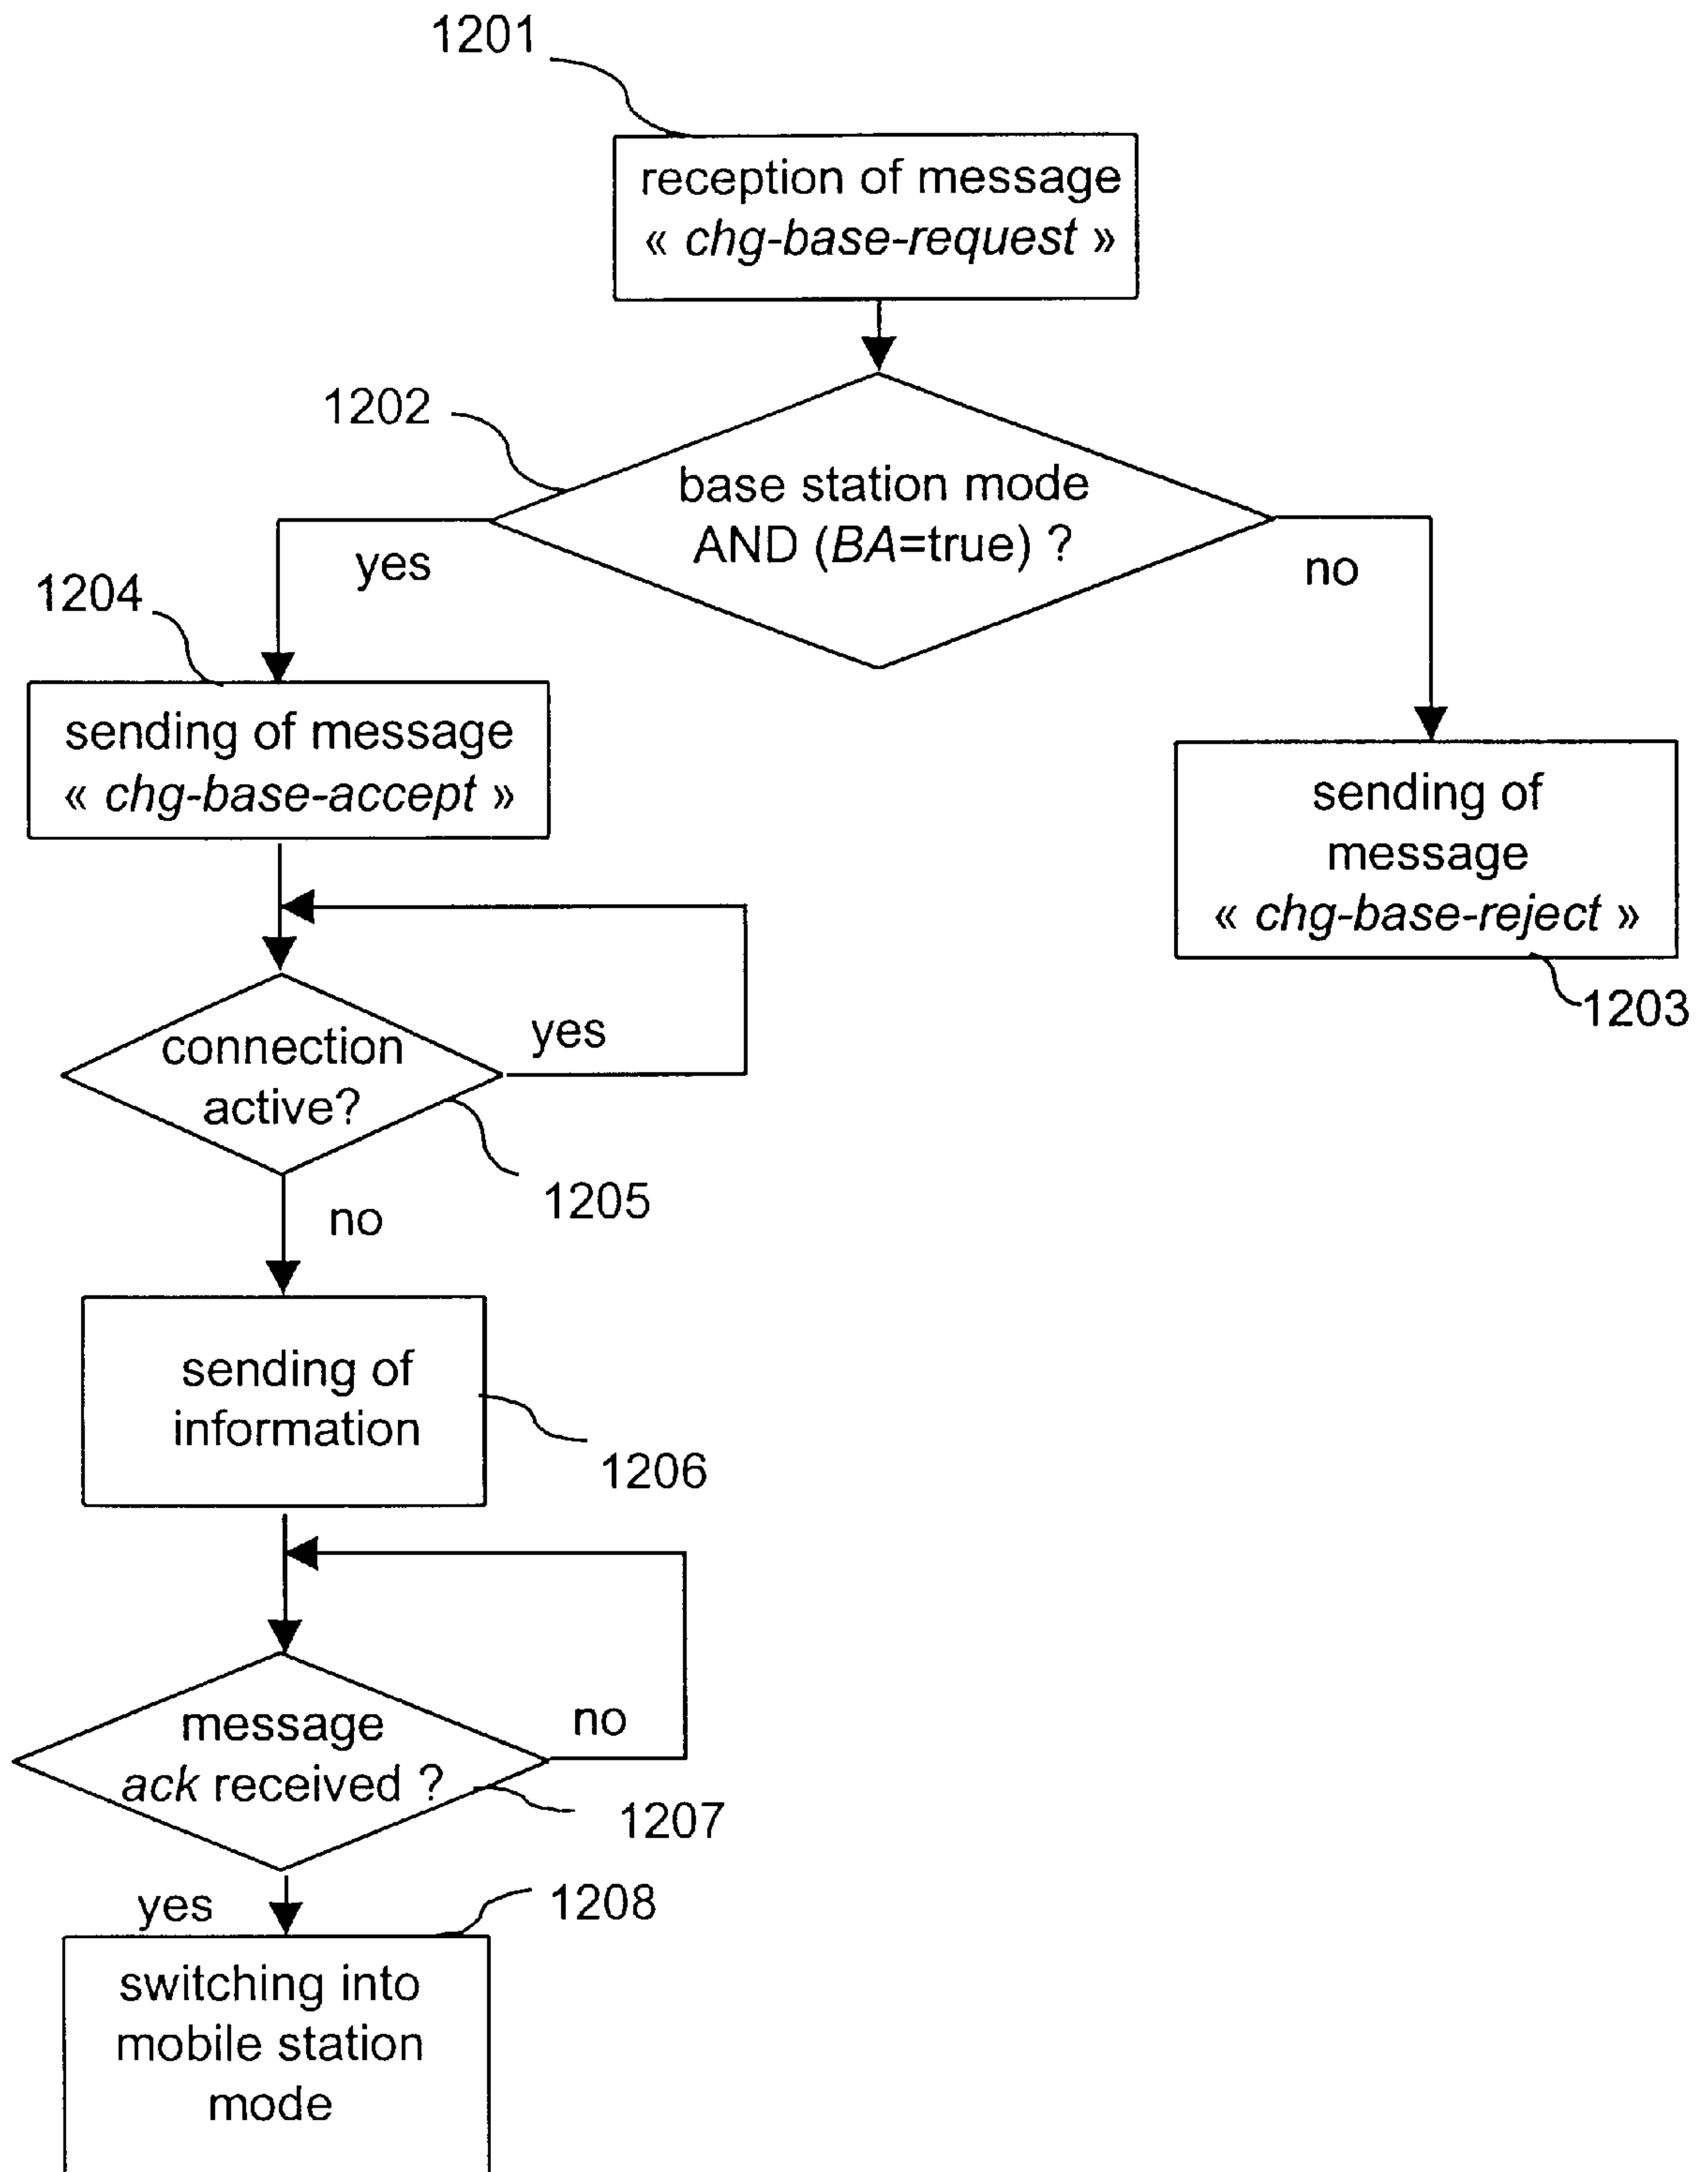 1201
reception of message
« chg-base-request »
1202
base station mode
AND (BA=true) ?
yes
no
1204
sending of message
« chg-base-accept »
sending of
message
« chg-base-reject »
1203
connection
active?
yes
1205
no
sending of
information
1206
message
ack received ?
no
1207
yes
1208
switching into
mobile station
mode